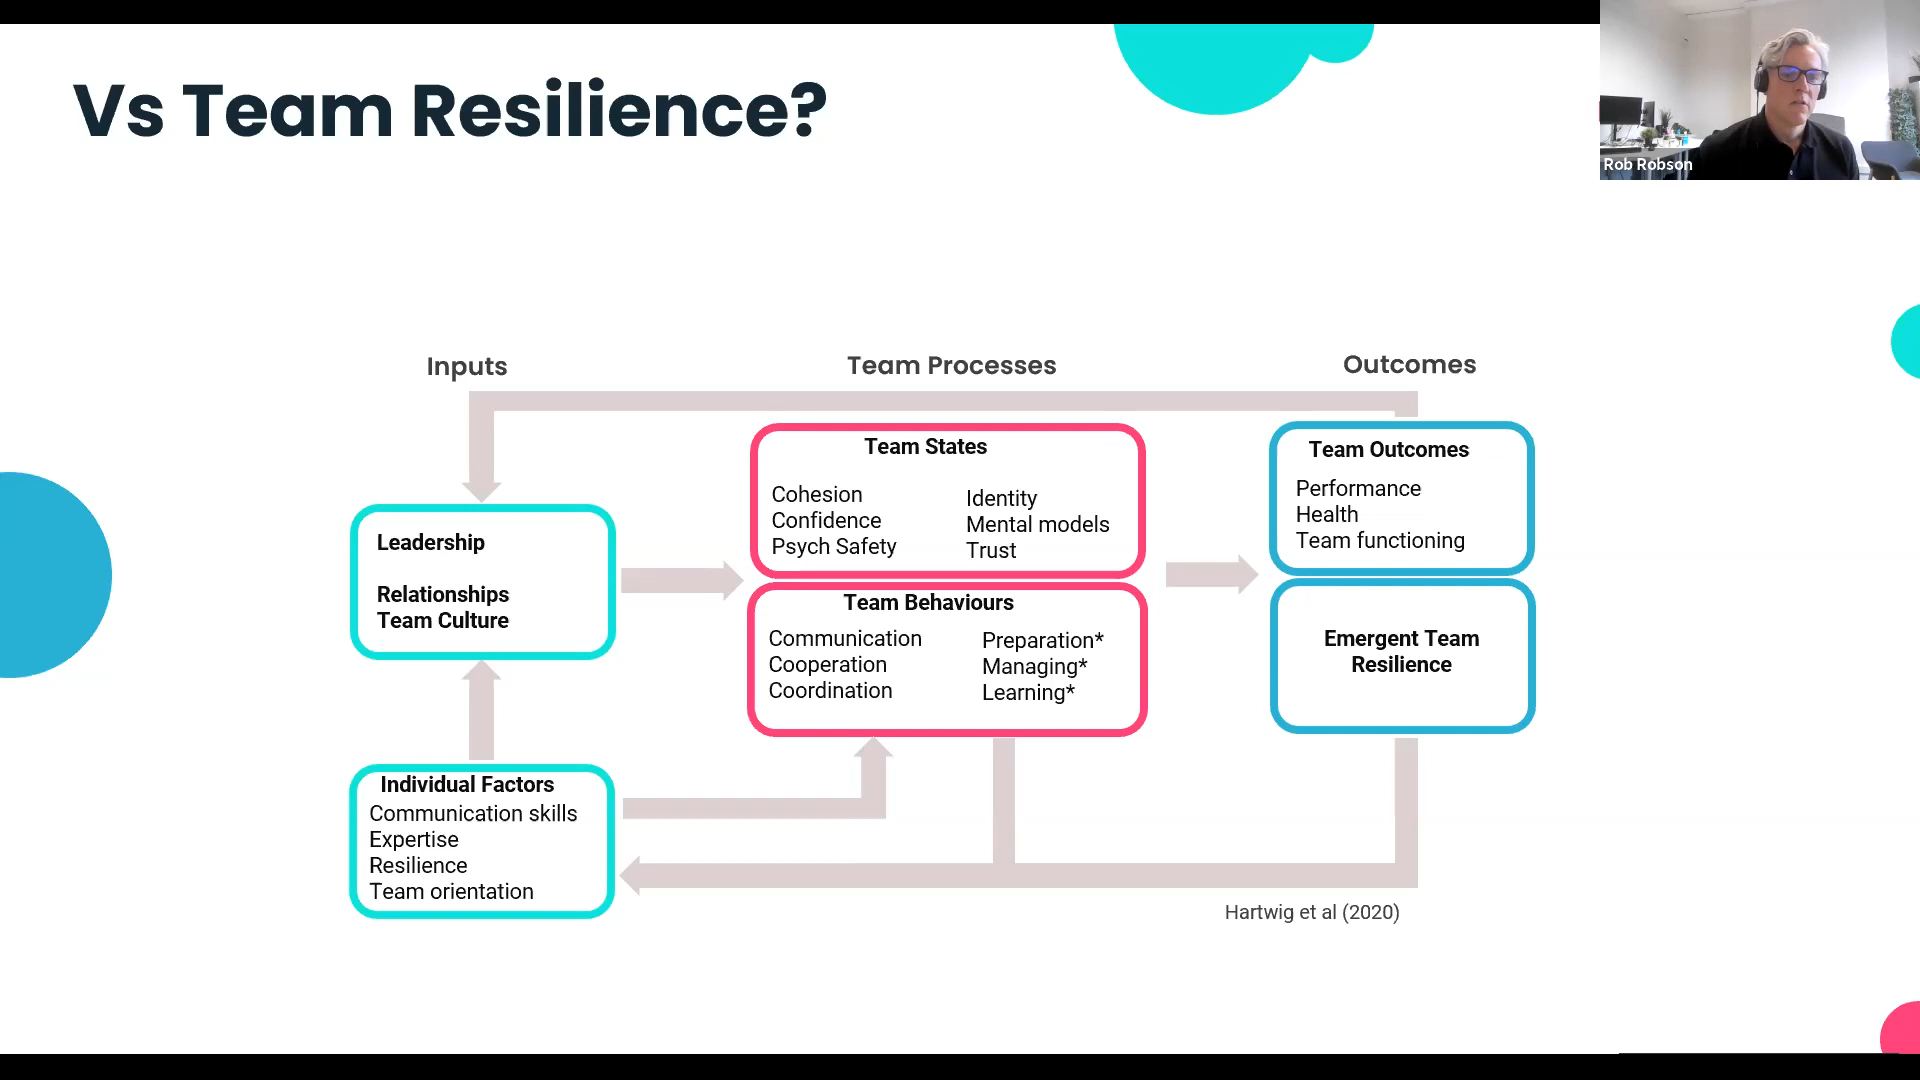 Vs Team Resilience?
Rob Robson
Inputs
Team Processes
Outcomes
Leadership
Relationships
Team Culture
Individual Factors
Communication skills
Expertise
Resilience
Team orientation
Team States
Cohesion
Confidence
Psych Safety
Identity
Mental models
Trust
Team Behaviours
Communication
Cooperation
Coordination
Preparation*
Managing*
Learning*
Team Outcomes
Performance
Health
Team functioning
Emergent Team
Resilience
Hartwig et al (2020)